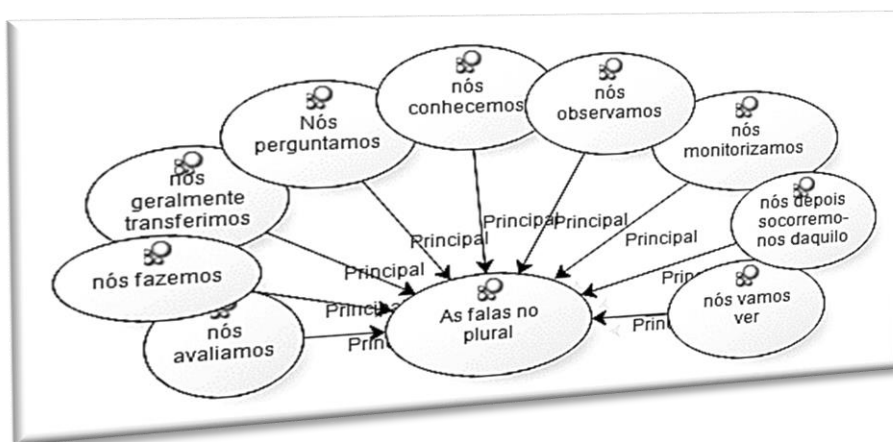 nós
conhecemos
nós
observamos
Nós
perguntamos
nós
monitorizamos
nós
geralmente
transferimos
nós depois
socorremo-
nos daquilo
nós fazemos
nós vamos
ver
nós
avaliamos
As falas no
plural
Principal
Principal
Principal
Principal
Principal